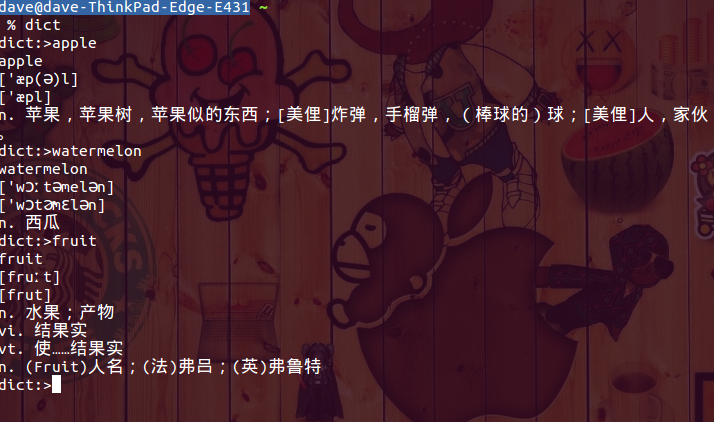 dave@dave-ThinkPad-Edge-E431 ~
% dict
dict:>apple
apple
['æp(ə)l]
['æpl]
n. 苹果，苹果树，苹果似的东西；[美俚]炸弹，手榴弹，（棒球的）球；[美俚]人，家伙
。
dict:>watermelon
watermelon
['wɔːtəmelən]
['wɔtɚmɛlən]
n. 西瓜
dict:>fruit
fruit
[fruːt]
[frut]
n. 水果；产物
vi. 结果实
vt. 使……结果实
n. (Fruit)人名；(法)弗吕；(英)弗鲁特
dict:>